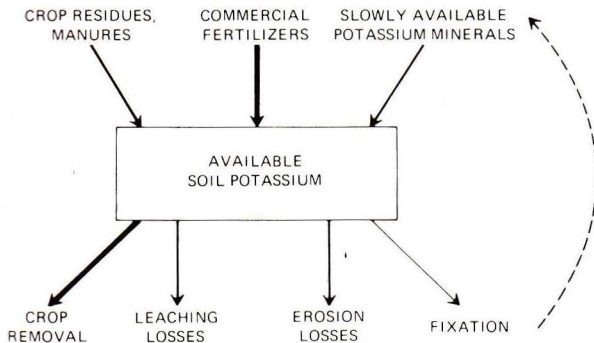 CROP RESIDUES,
MANURES
COMMERCIAL
FERTILIZERS
SLOWLY AVAILABLE
POTASSIUM MINERALS
AVAILABLE
SOIL POTASSIUM
CROP
REMOVAL
LEACHING
LOSSES
EROSION
LOSSES
FIXATION